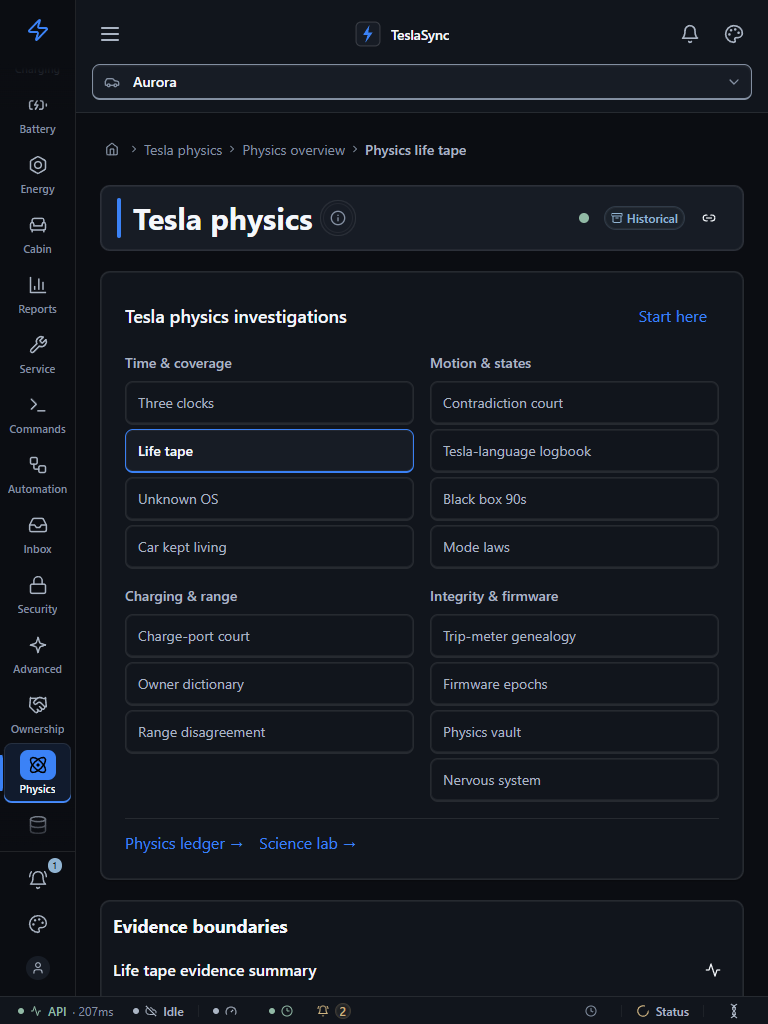 TeslaSync
Aurora
Charging
Battery
Energy
Cabin
Reports
Service
Commands
Automation
Inbox
Security
Advanced
Ownership
Physics
1
Tesla physics
Physics overview
Physics life tape
Tesla physics
Historical
Tesla physics investigations
Start here
Time & coverage
Three clocks
Life tape
Unknown OS
Car kept living
Motion & states
Contradiction court
Tesla-language logbook
Black box 90s
Mode laws
Charging & range
Charge-port court
Owner dictionary
Range disagreement
Integrity & firmware
Trip-meter genealogy
Firmware epochs
Physics vault
Nervous system
Physics ledger →
Science lab →
Evidence boundaries
Life tape evidence summary
API · 207ms
Idle
2
Status